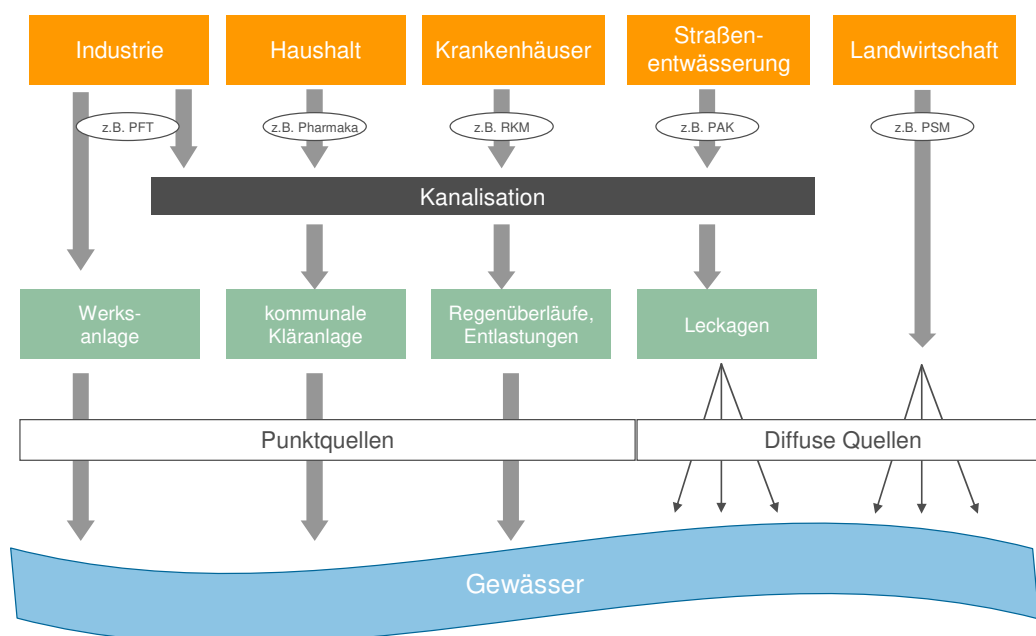 Industrie
Haushalt
Krankenhäuser
Straßen-
entwässerung
Landwirtschaft
z.B. PFT
z.B. Pharmaka
z.B. RKM
z.B. PAK
z.B. PSM
Kanalisation
Werks-
anlage
kommunale
Kläranlage
Regenüberläufe,
Entlastungen
Leckagen
Punktquellen
Diffuse Quellen
Gewässer